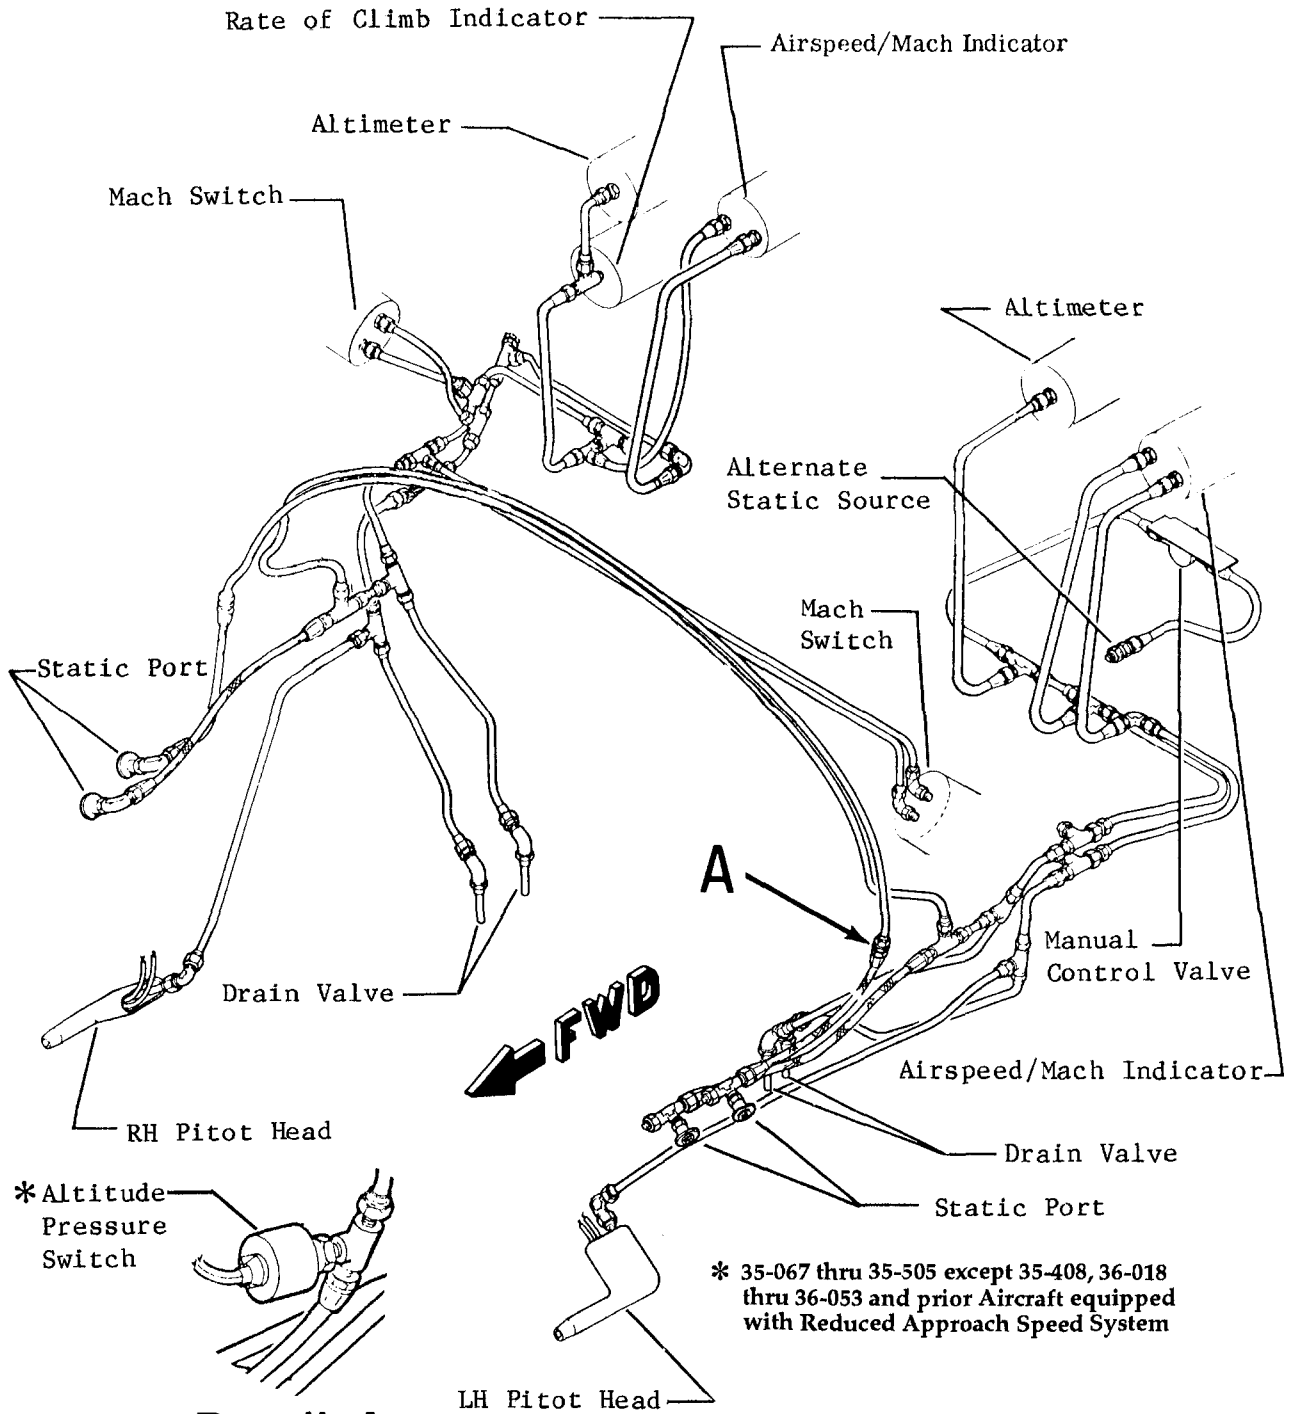 Rate of Climb Indicator
Airspeed/Mach Indicator
Altimeter
Mach Switch
Altimeter
Alternate
Static Source
Mach
Switch
Static Port
A
Manual
Control Valve
Drain Valve
FWD
Airspeed/Mach Indicator
RH Pitot Head
Drain Valve
* Altitude
Pressure
Switch
Static Port
* 35-067 thru 35-505 except 35-408, 36-018
thru 36-053 and prior Aircraft equipped
with Reduced Approach Speed System
LH Pitot Head